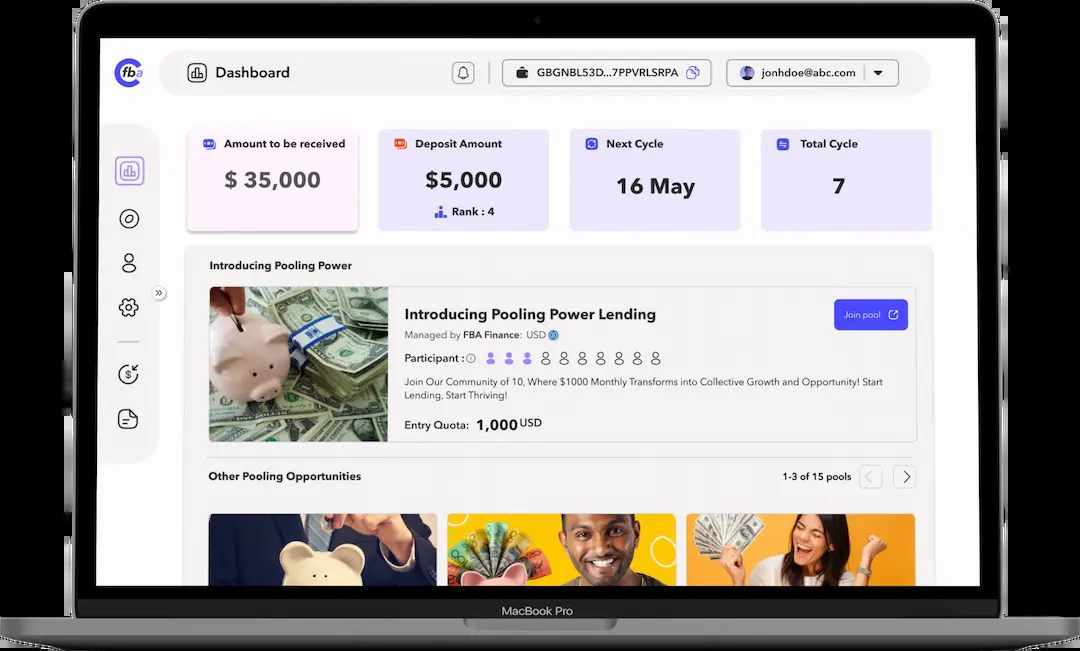 fba
Dashboard
GBGNBL53D...7PPVRLSRPA
jonhdoe@abc.com
Amount to be received
$ 35,000
Deposit Amount
$5,000
Rank : 4
Next Cycle
16 May
Total Cycle
7
Introducing Pooling Power
Introducing Pooling Power Lending
Join pool
Managed by FBA Finance: USD
Participant :
Join Our Community of 10, Where $1000 Monthly Transforms into Collective Growth and Opportunity! Start
Lending, Start Thriving!
Entry Quota: 1,000 USD
Other Pooling Opportunities
1-3 of 15 pools
MacBook Pro